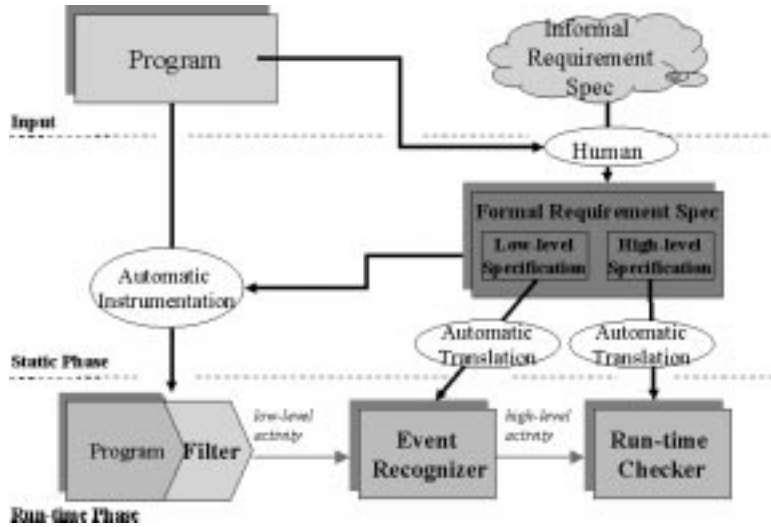 Program
Informal
Requirement
Spec
Input
Human
Formal Requirement Spec
Low-level
Specification
High-level
Specification
Automatic
Instrumentation
Automatic
Translation
Automatic
Translation
Static Phase
Program
Filter
low-level
activity
Event
Recognizer
high-level
activity
Run-time
Checker
Run-time Phase